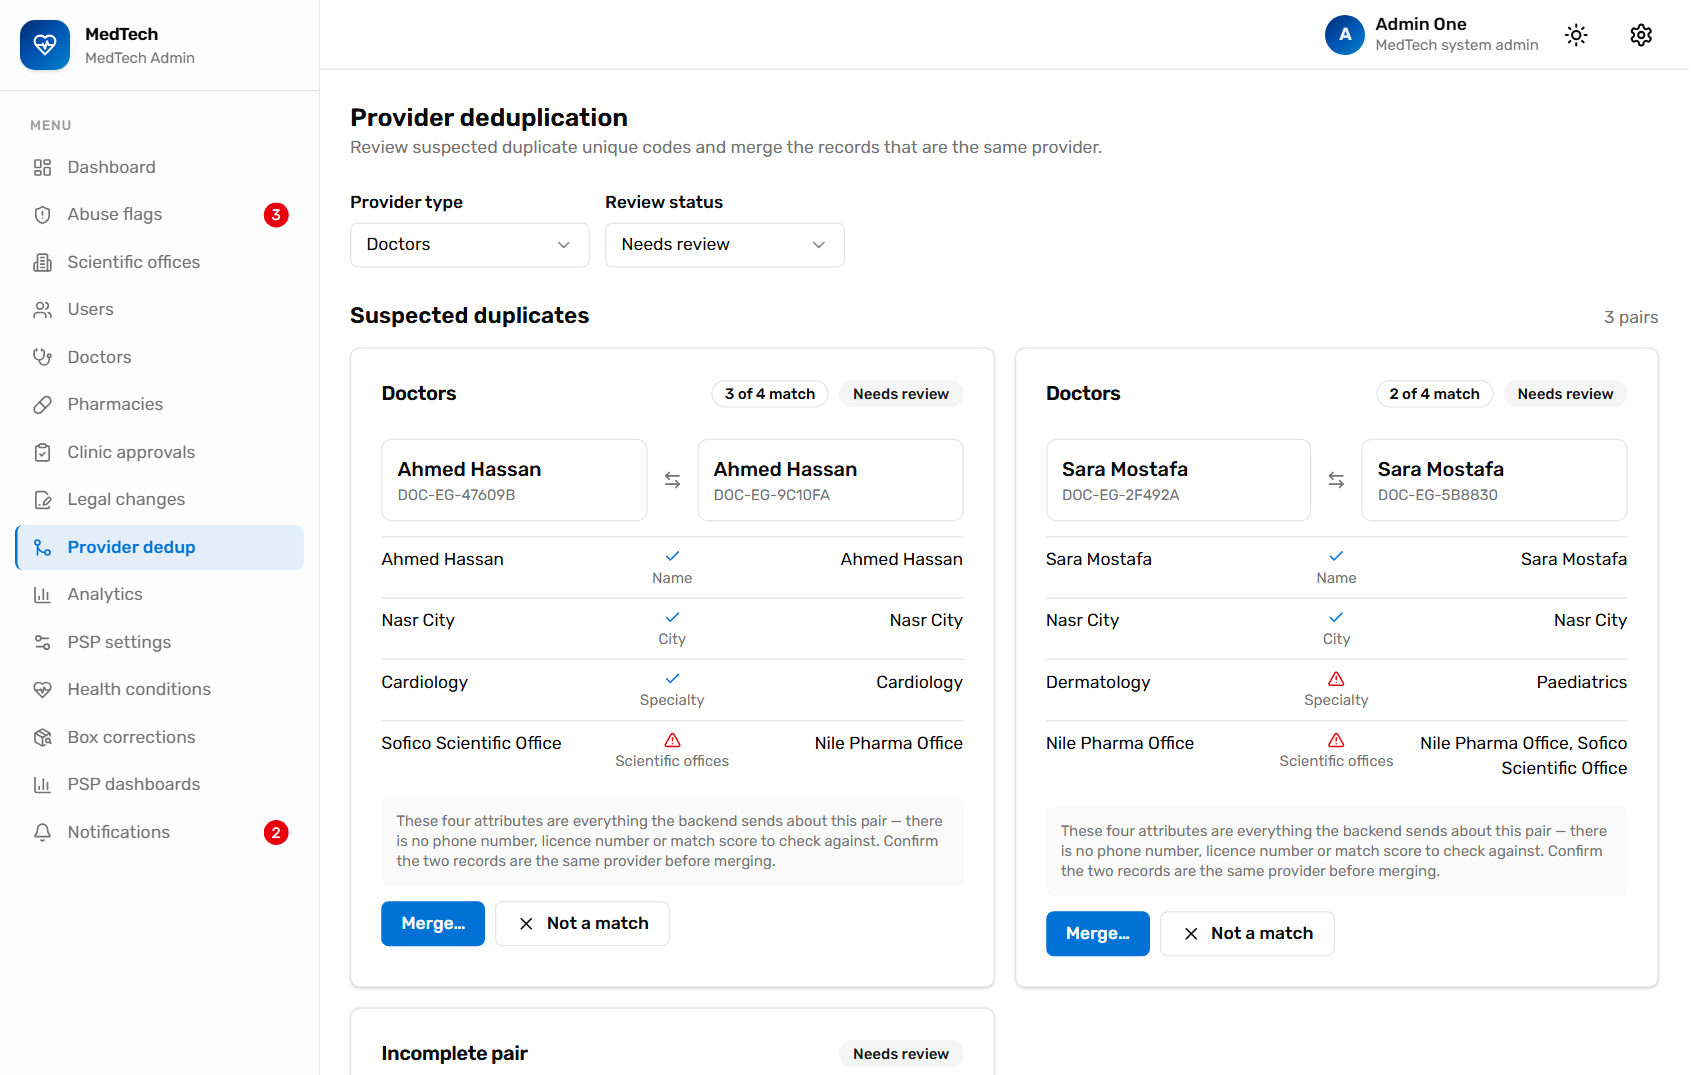 MedTech
MedTech Admin
A
Admin One
MedTech system admin
MENU
Dashboard
Abuse flags
3
Scientific offices
Users
Doctors
Pharmacies
Clinic approvals
Legal changes
Provider dedup
Analytics
PSP settings
Health conditions
Box corrections
PSP dashboards
Notifications
2
Provider deduplication
Review suspected duplicate unique codes and merge the records that are the same provider.
Provider type
Review status
Doctors
Needs review
Suspected duplicates
3 pairs
Doctors
3 of 4 match
Needs review
Ahmed Hassan
DOC-EG-47609B
Ahmed Hassan
DOC-EG-9C10FA
Ahmed Hassan
Name
Ahmed Hassan
Nasr City
City
Nasr City
Cardiology
Specialty
Cardiology
Sofico Scientific Office
Scientific offices
Nile Pharma Office
These four attributes are everything the backend sends about this pair — there
is no phone number, licence number or match score to check against. Confirm
the two records are the same provider before merging.
Merge...
Not a match
Doctors
2 of 4 match
Needs review
Sara Mostafa
DOC-EG-2F492A
Sara Mostafa
DOC-EG-5B8830
Sara Mostafa
Name
Sara Mostafa
Nasr City
City
Nasr City
Dermatology
Specialty
Paediatrics
Nile Pharma Office
Scientific offices
Nile Pharma Office, Sofico
Scientific Office
These four attributes are everything the backend sends about this pair — there
is no phone number, licence number or match score to check against. Confirm
the two records are the same provider before merging.
Merge...
Not a match
Incomplete pair
Needs review